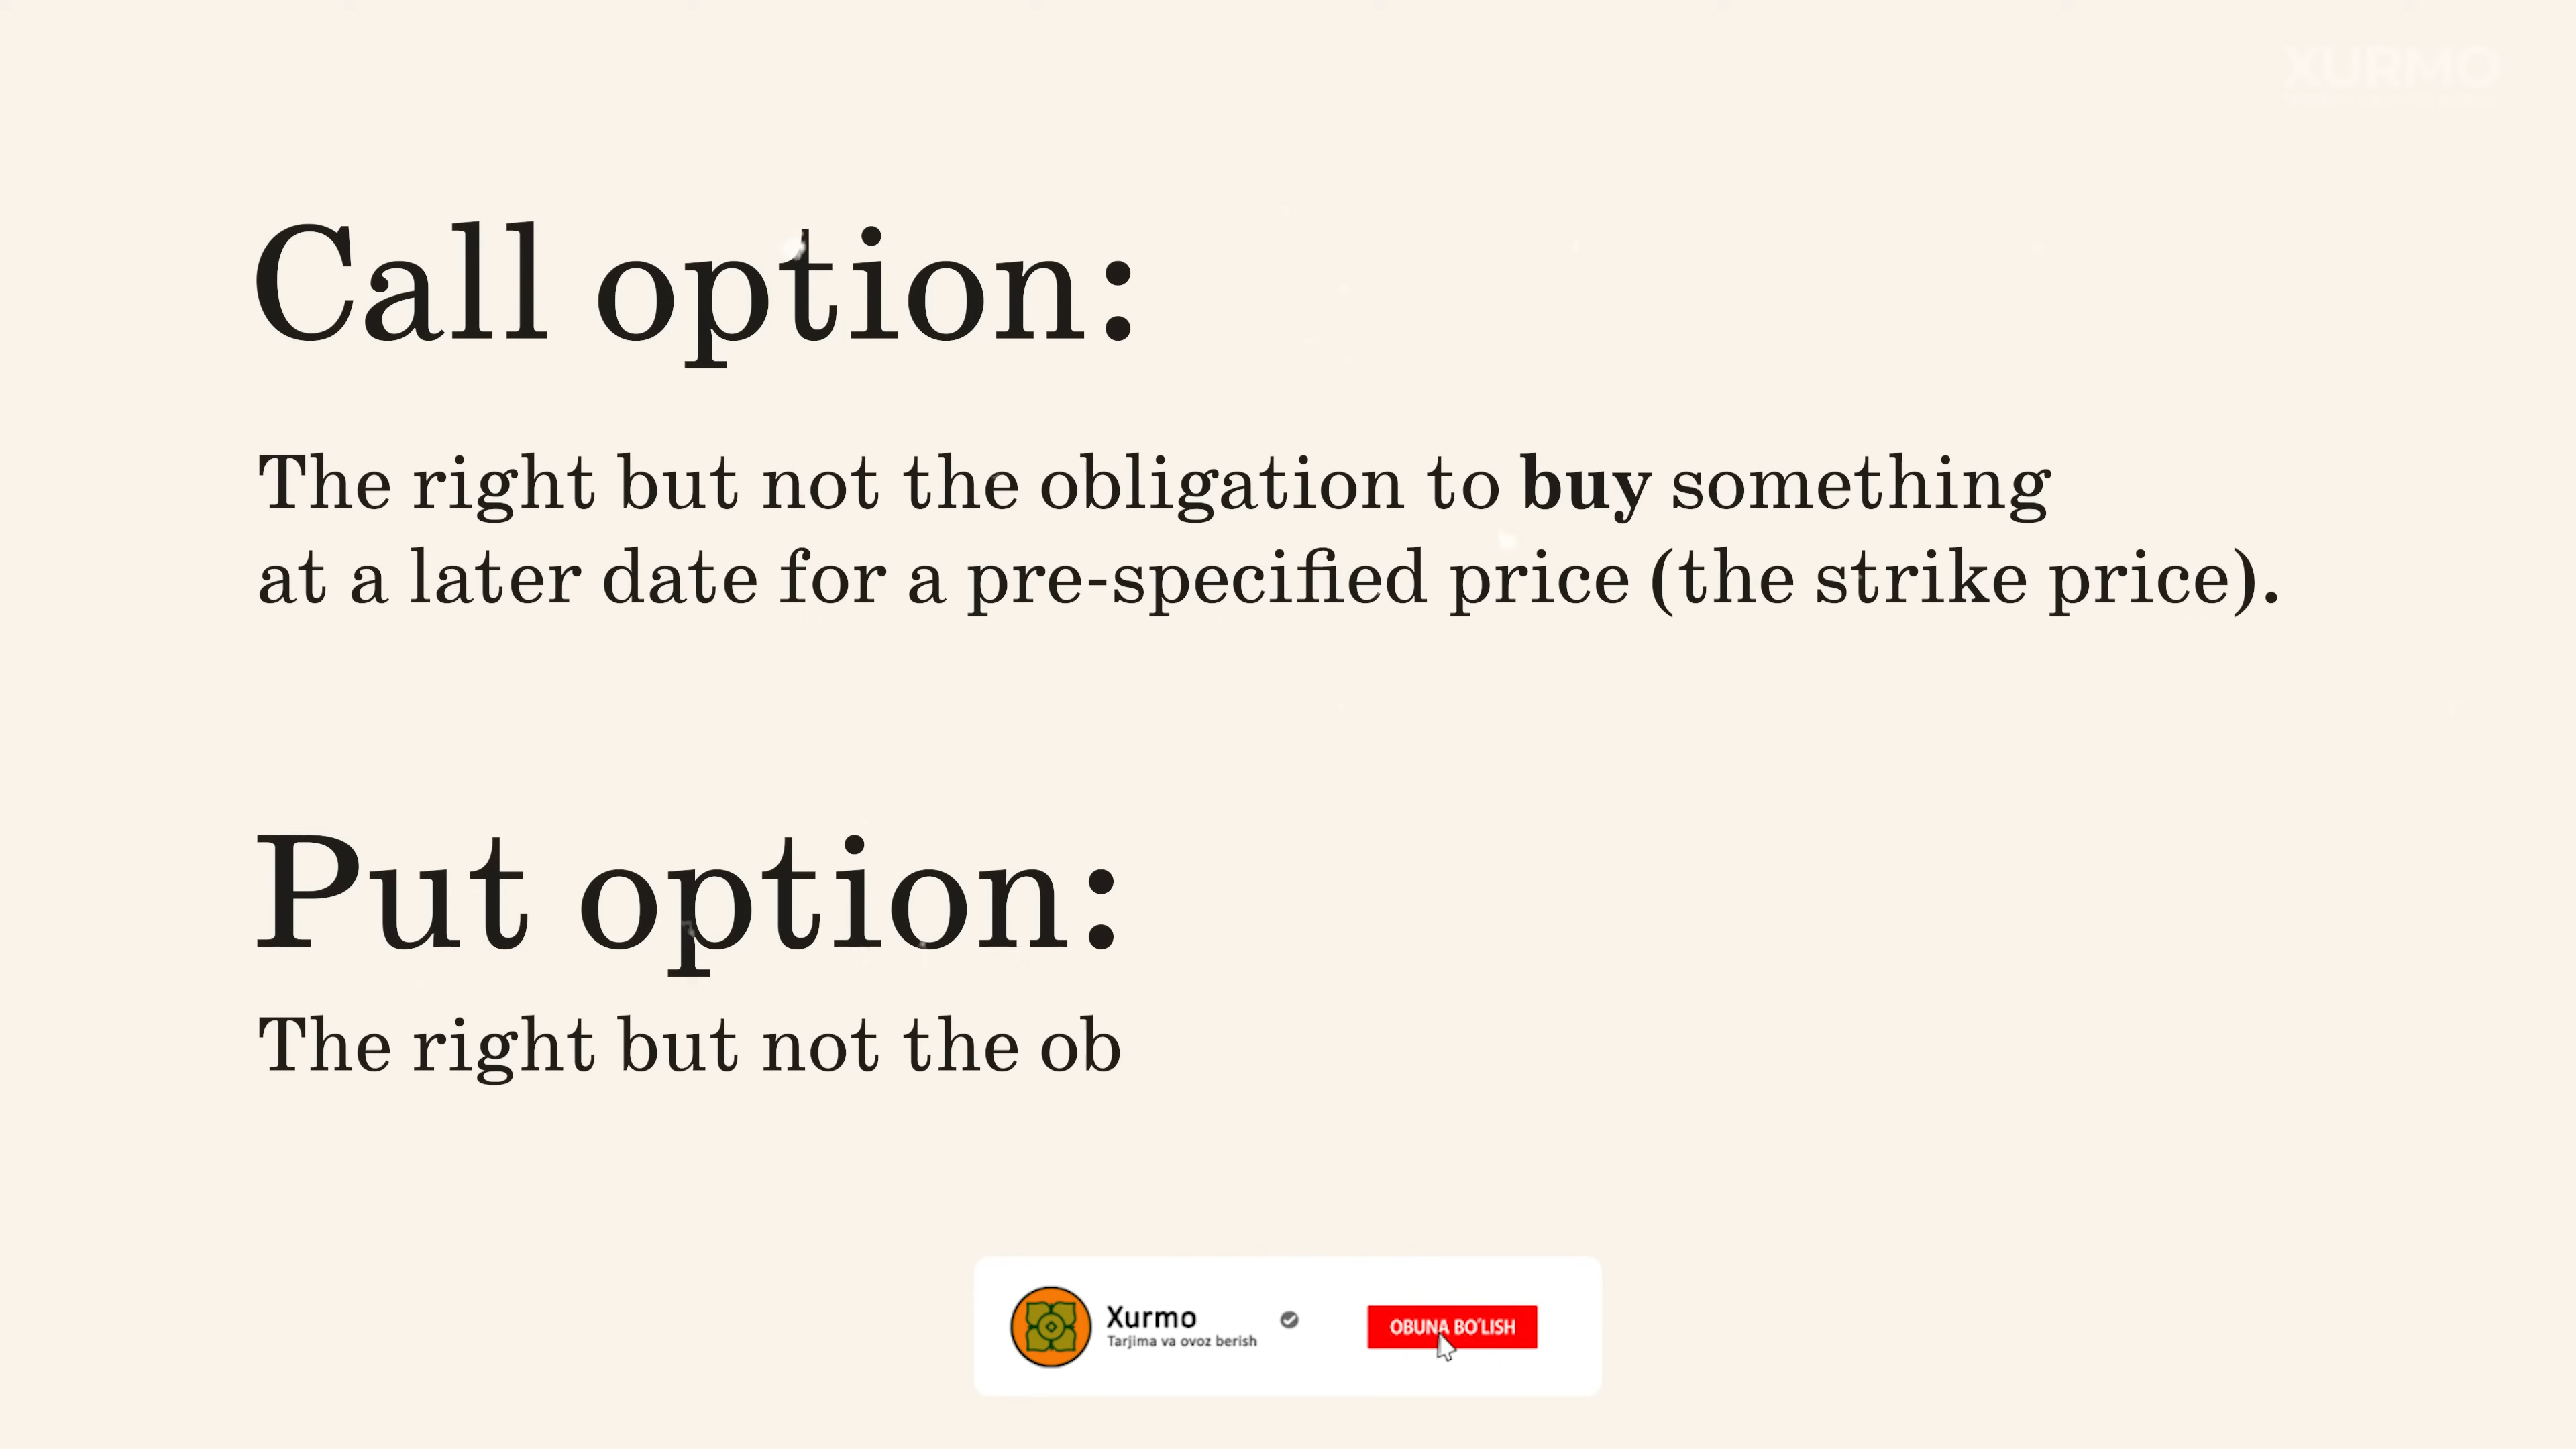 XURMO
Call option:
The right but not the obligation to buy something
at a later date for a pre-specified price (the strike price).
Put option:
The right but not the ob
Xurmo
Tarjima va ovoz berish
OBUNA BO'LISH